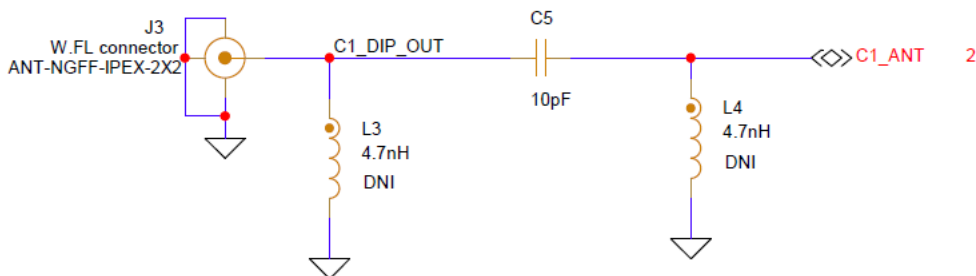 J3
W.FL connector
ANT-NGFF-IPEX-2X2
C1_DIP_OUT
C5
10pF
C1_ANT 2
L3
4.7nH
DNI
L4
4.7nH
DNI